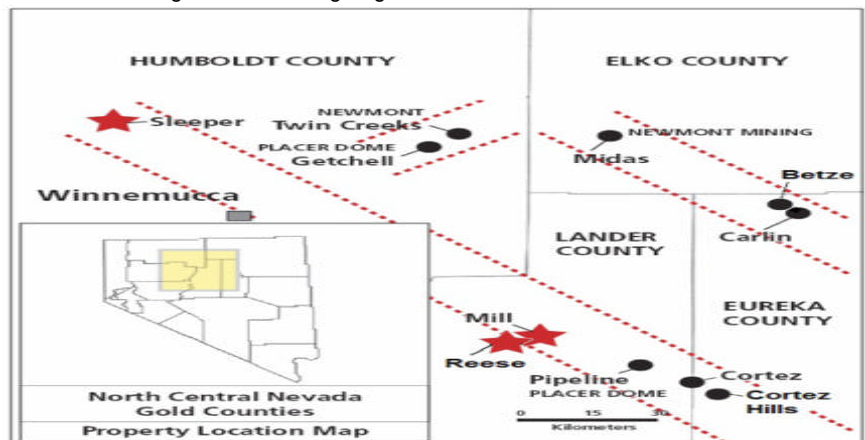 HUMBOLDT COUNTY
ELKO COUNTY
Sleeper
NEWMONT
Twin Creeks
PLACER DOME
Getchell
NEWMONT MINING
Midas
Betze
Carlin
Winnemucca
LANDER
COUNTY
EUREKA
COUNTY
Mill
Reese
Pipeline
PLACER DOME
Cortez
Cortez
Hills
0 15 30
Kilometers
North Central Nevada
Gold Counties
Property Location Map